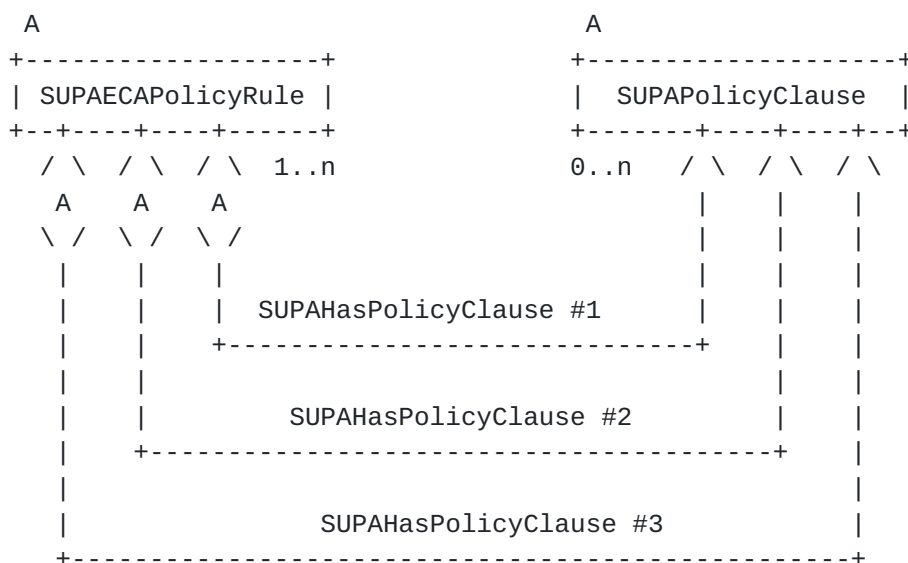 A A
SUPAECAPolicyRule SUPAPolicyClause
1..n 0..n
A A A
SUPAHasPolicyClause #1
SUPAHasPolicyClause #2
SUPAHasPolicyClause #3